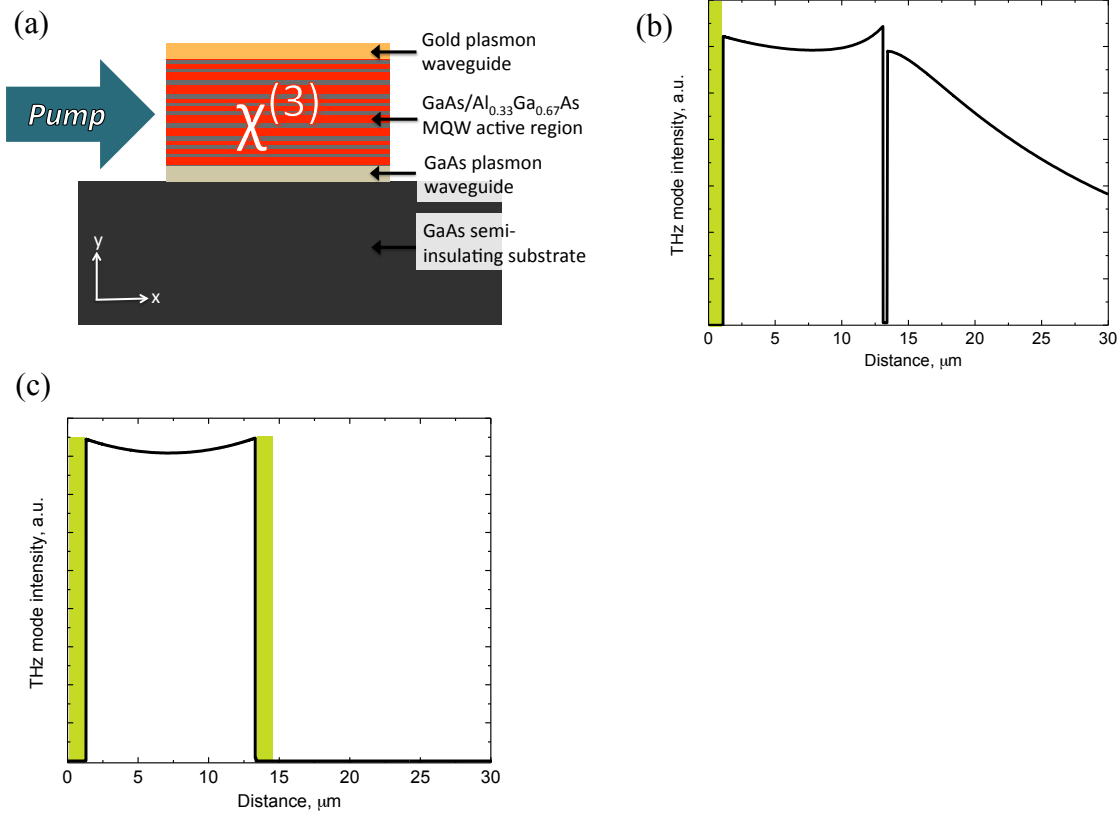 (a)
Pump
χ(3)
Gold plasmon
waveguide
GaAs/Al0.33Ga0.67As
MQW active region
GaAs plasmon
waveguide
GaAs semi-
insulating substrate
y
x
(b)
THz mode intensity, a.u.
0 5 10 15 20 25 30
Distance, μm
(c)
THz mode intensity, a.u.
0 5 10 15 20 25 30
Distance, μm